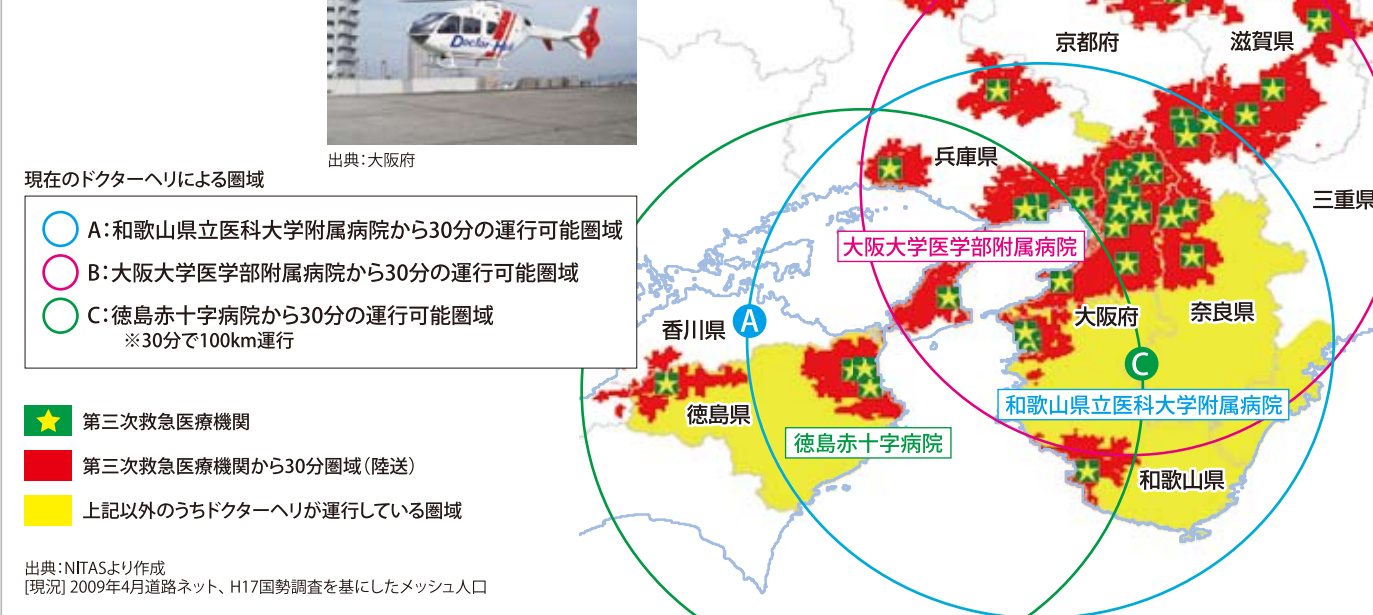 Doctor-Heli
出典：大阪府
現在のドクターヘリによる圏域
A：和歌山県立医科大学附属病院から30分の運行可能圏域
B：大阪大学医学部附属病院から30分の運行可能圏域
C：徳島赤十字病院から30分の運行可能圏域
※30分で100km運行
第三次救急医療機関
第三次救急医療機関から30分圏域（陸送）
上記以外のうちドクターヘリが運行している圏域
出典：NITASより作成
[現況] 2009年4月道路ネット、H17国勢調査を基にしたメッシュ人口
京都府
滋賀県
兵庫県
三重県
大阪大学医学部附属病院
奈良県
大阪府
香川県
A
C
和歌山県立医科大学附属病院
徳島県
徳島赤十字病院
和歌山県